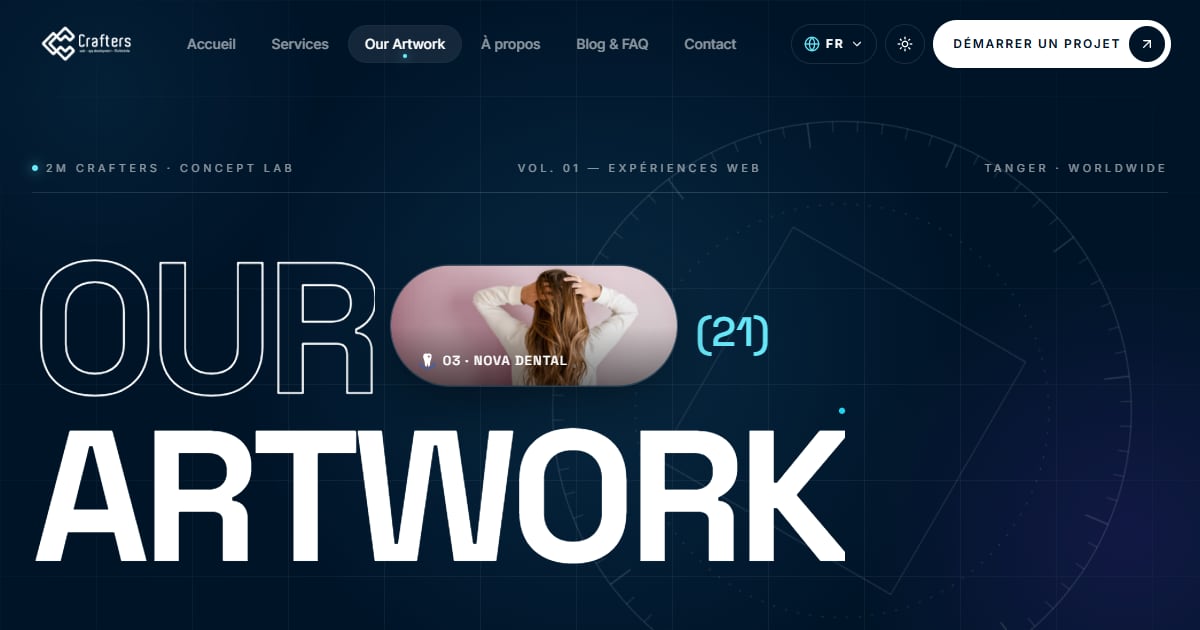 Crafters
Accueil
Services
Our Artwork
À propos
Blog & FAQ
Contact
FR
DÉMARRER UN PROJET
2M CRAFTERS · CONCEPT LAB
VOL. 01 — EXPÉRIENCES WEB
TANGER · WORLDWIDE
OUR
03 · NOVA DENTAL
(21)
ARTWORK